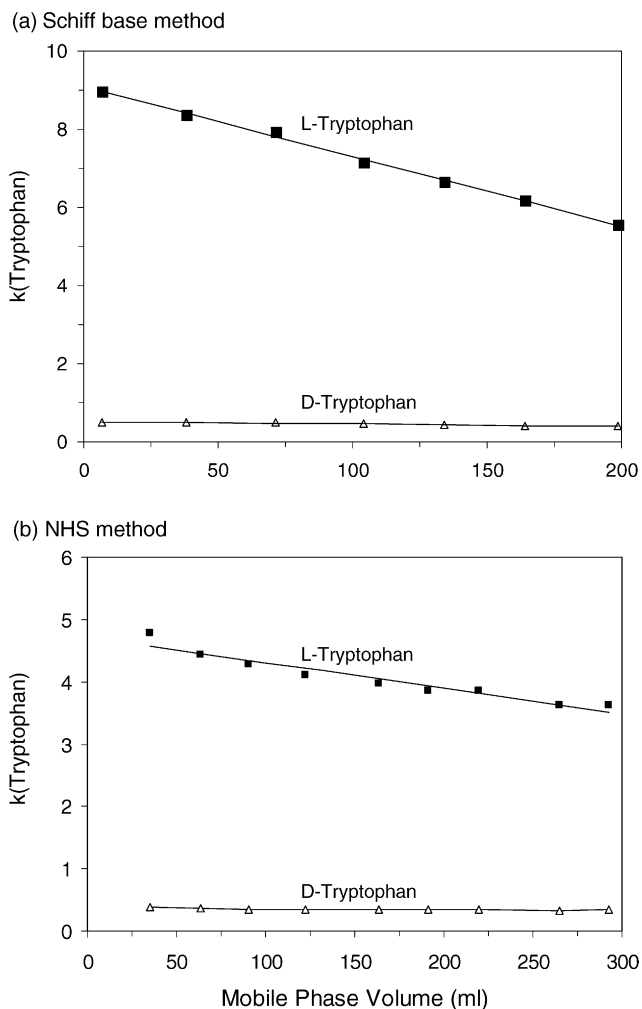 (a) Schiff base method
10
8
6
4
2
0
k(Tryptophan)
L-Tryptophan
D-Tryptophan
0 50 100 150 200
(b) NHS method
6
5
4
3
2
1
0
k(Tryptophan)
L-Tryptophan
D-Tryptophan
0 50 100 150 200 250 300
Mobile Phase Volume (ml)